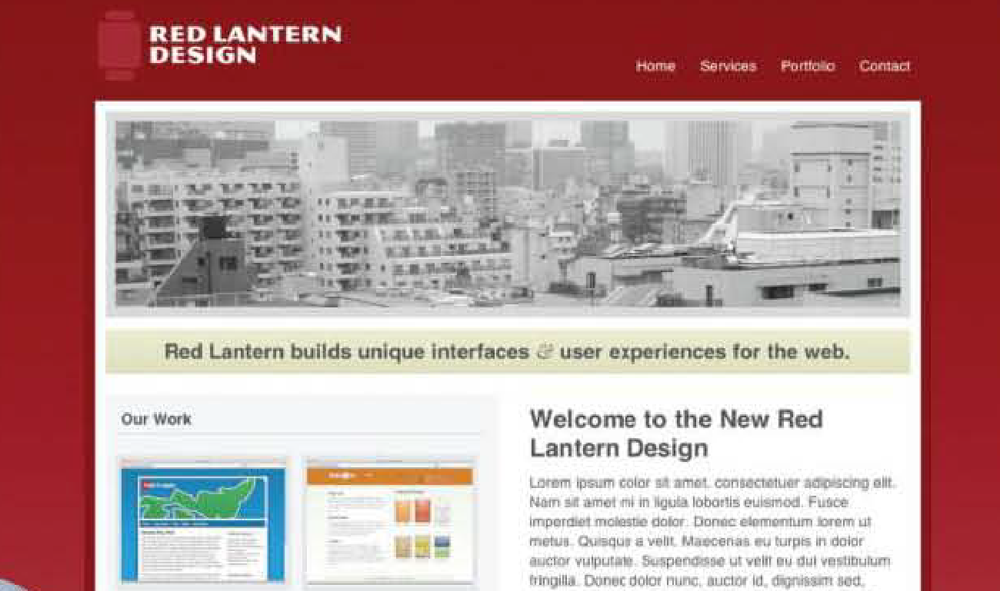 RED LANTERN
DESIGN
Home Services Portfolio Contact
Red Lantern builds unique interfaces & user experiences for the web.
Our Work
Welcome to the New Red
Lantern Design
Lorem ipsum color sit amet, consectetuer adipiscing elit.
Nam sit amet mi in ligula lobortis euismod. Fusce
imperdiet molestie dolor. Donec elementum lorem ut
metus. Quisque a velit. Maecenas eu turpis in dolor
auctor vulputate. Suspendisse ut velit eu dui vestibulum
fringilla. Donec dolor nunc, auctor id, dignissim sed,